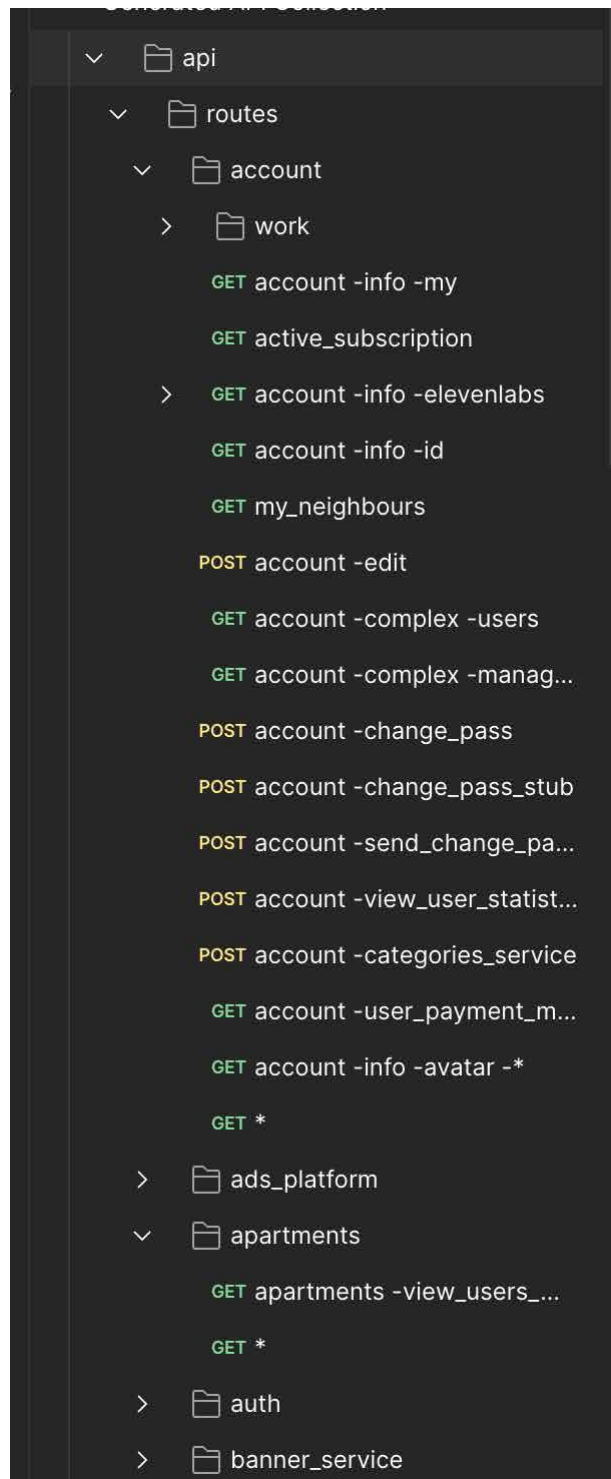 Generated API Collection
api
routes
account
work
GET account -info -my
GET active_subscription
GET account -info -elevenlabs
GET account -info -id
GET my_neighbours
POST account -edit
GET account -complex -users
GET account -complex -manag...
POST account -change_pass
POST account -change_pass_stub
POST account -send_change_pa...
POST account -view_user_statist...
POST account -categories_service
GET account -user_payment_m...
GET account -info -avatar -*
GET *
ads_platform
apartments
GET apartments -view_users_...
GET *
auth
banner_service